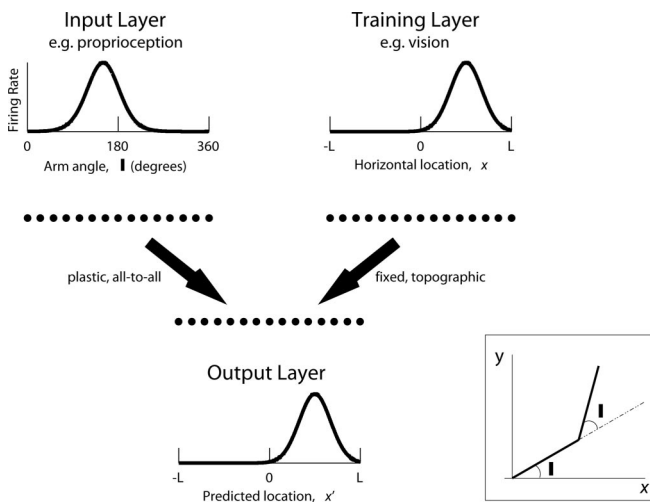 Input Layer
e.g. proprioception
Firing Rate
0 180 360
Arm angle, (degrees)
Training Layer
e.g. vision
-L 0 L
Horizontal location, x
plastic, all-to-all
fixed, topographic
Output Layer
-L 0 L
Predicted location, x'
y
x